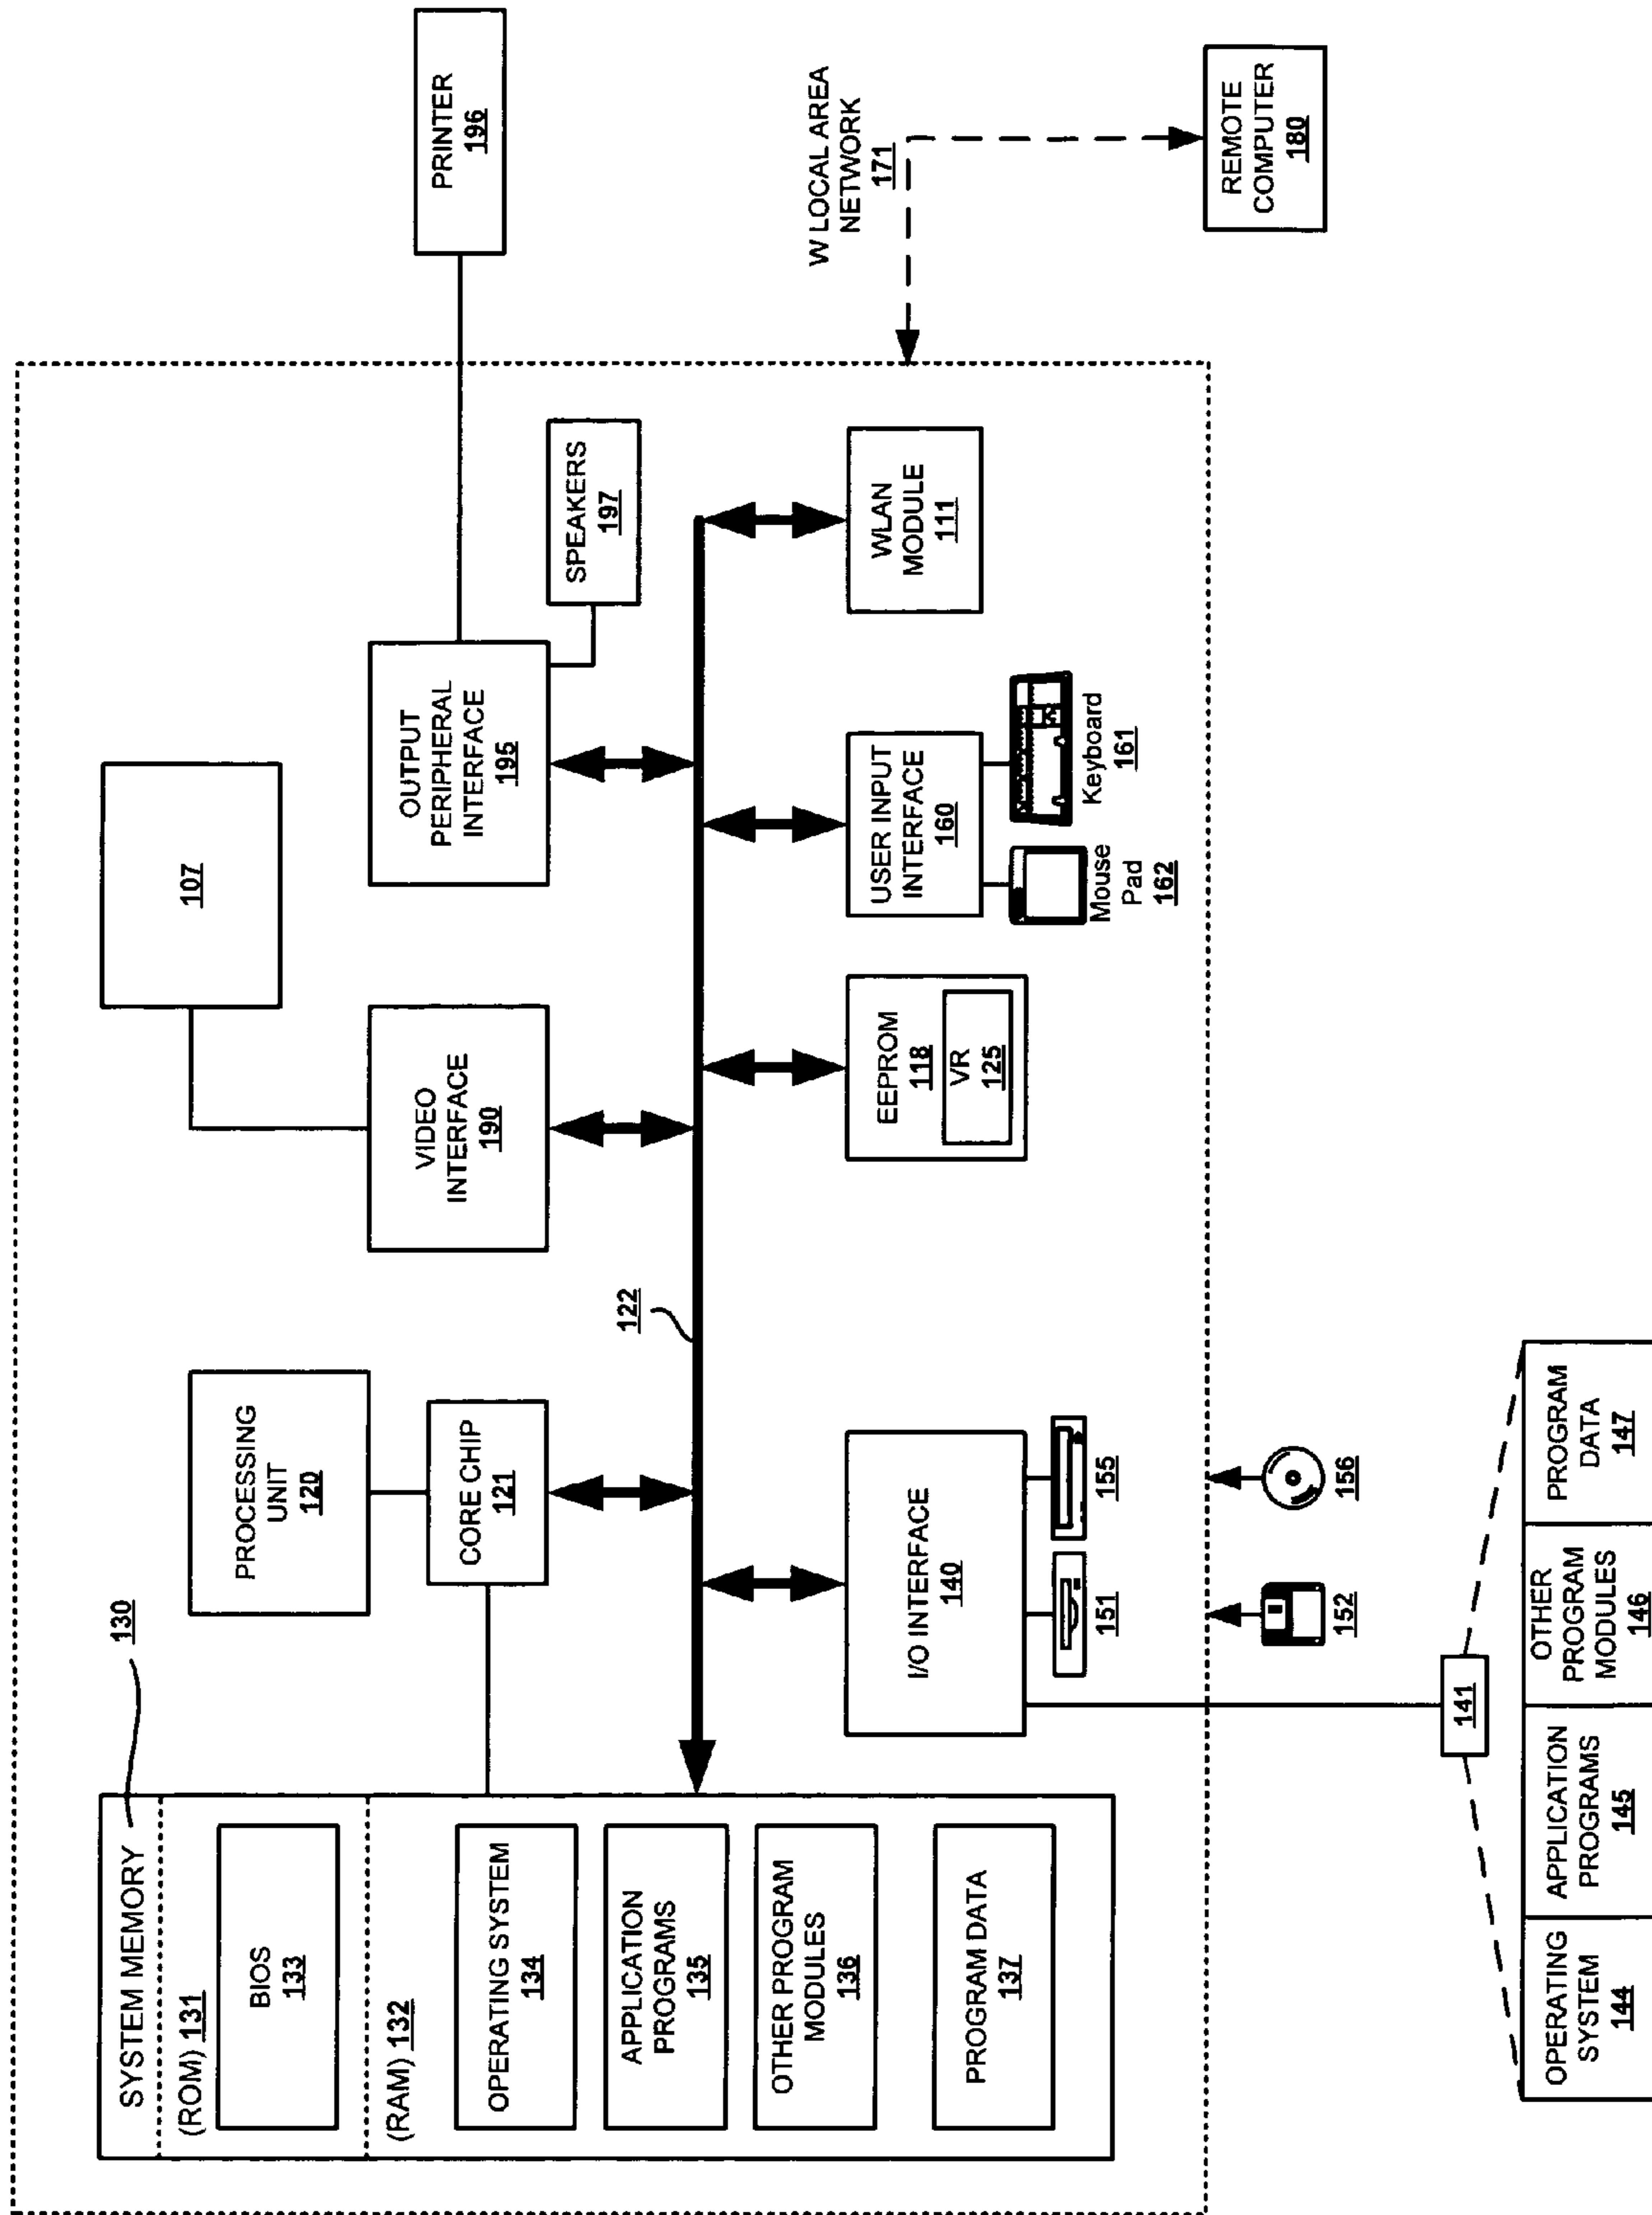 SYSTEM MEMORY
130
(ROM) 131
BIOS
133
(RAM) 132
OPERATING SYSTEM
134
APPLICATION
PROGRAMS
135
OTHER PROGRAM
MODULES
136
PROGRAM DATA
137
PROCESSING
UNIT
120
CORE CHIP
121
122
VIDEO
INTERFACE
190
107
OUTPUT
PERIPHERAL
INTERFACE
195
SPEAKERS
197
PRINTER
196
I/O INTERFACE
140
151
155
EEPROM
118
VR
125
USER INPUT
INTERFACE
160
Mouse
Pad
162
Keyboard
161
WLAN
MODULE
111
W LOCAL AREA
NETWORK
171
REMOTE
COMPUTER
180
152
156
141
OPERATING
SYSTEM
144
APPLICATION
PROGRAMS
145
OTHER
PROGRAM
MODULES
146
PROGRAM
DATA
147